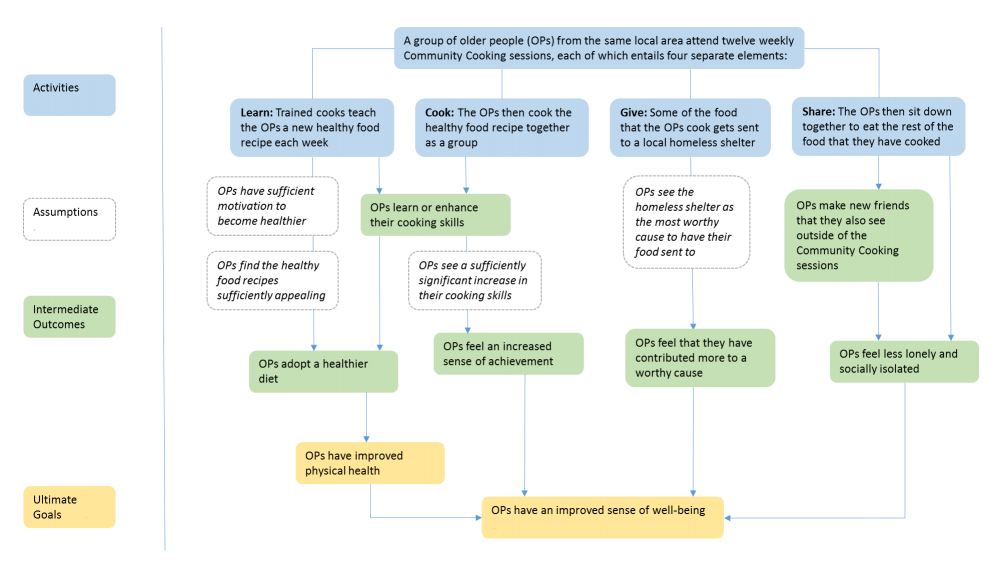 A group of older people (OPs) from the same local area attend twelve weekly
Community Cooking sessions, each of which entails four separate elements:
Activities
Learn: Trained cooks teach
the OPs a new healthy food
recipe each week
Cook: The OPs then cook the
healthy food recipe together
as a group
Give: Some of the food
that the OPs cook gets sent
to a local homeless shelter
Share: The OPs then sit down
together to eat the rest of the
food that they have cooked
Assumptions
OPs have sufficient
motivation to
become healthier
OPs learn or enhance
their cooking skills
OPs see the
homeless shelter as
the most worthy
cause to have their
food sent to
OPs make new friends
that they also see
outside of the
Community Cooking
sessions
OPs find the healthy
food recipes
sufficiently appealing
OPs see a sufficiently
significant increase in
their cooking skills
Intermediate
Outcomes
OPs adopt a healthier
diet
OPs feel an increased
sense of achievement
OPs feel that they have
contributed more to a
worthy cause
OPs feel less lonely and
socially isolated
OPs have improved
physical health
Ultimate
Goals
OPs have an improved sense of well-being